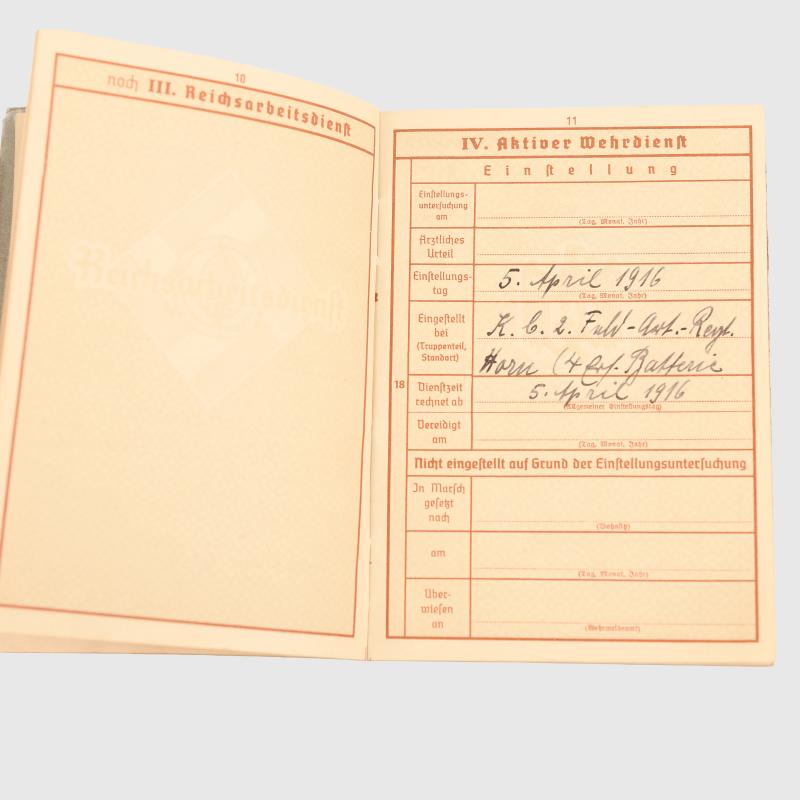 10
noch III. Reichsarbeitsdienst
11
IV. Aktiver Wehrdienst
Einstellung
Einstellungs-
untersuchung
am
(Tag, Monat, Jahr)
Ärztliches
Urteil
Einstellungs-
tag
5. April 1916
(Tag, Monat, Jahr)
Eingestellt
bei
(Truppenteil,
Standort)
K. b. 2. Feld-Art.-Regt.
Horn (4 Ers. Batterie
18
Dienstzeit
rechnet ab
5. April 1916
(Allgemeiner Einstellungstag)
Vereidigt
am
(Tag, Monat, Jahr)
Nicht eingestellt auf Grund der Einstellungsuntersuchung
In Marsch
gesetzt
nach
(Wohnsitz)
am
(Tag, Monat, Jahr)
Über-
wiesen
an
(Wehrmeldeamt)